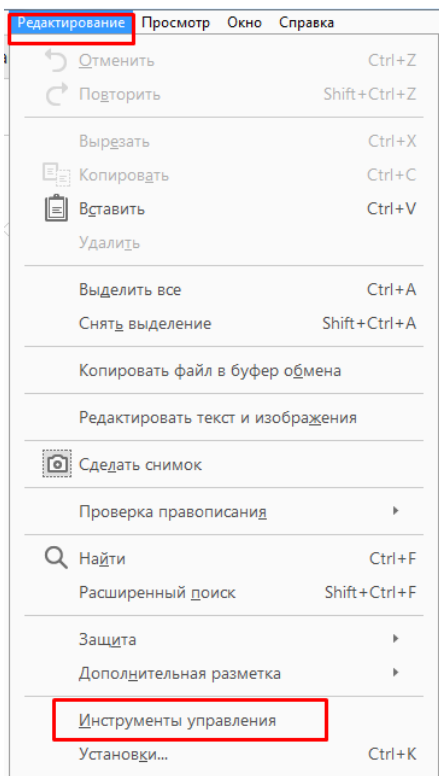 Редактирование Просмотр Окно Справка
Отменить Ctrl+Z
Повторить Shift+Ctrl+Z
Вырезать Ctrl+X
Копировать Ctrl+C
Вставить Ctrl+V
Удалить
Выделить все Ctrl+A
Снять выделение Shift+Ctrl+A
Копировать файл в буфер обмена
Редактировать текст и изображения
Сделать снимок
Проверка правописания
Найти Ctrl+F
Расширенный поиск Shift+Ctrl+F
Защита
Дополнительная разметка
Инструменты управления
Установки... Ctrl+K